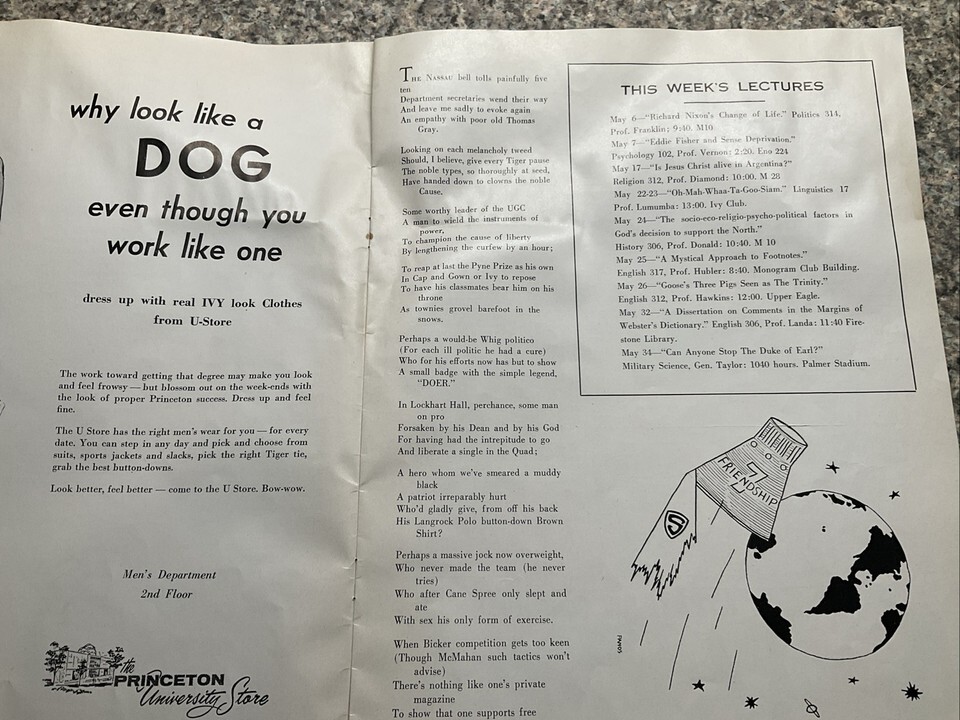 why look like a
DOG
even though you
work like one
dress up with real IVY look Clothes
from U-Store
The work toward getting that degree may make you look
and feel frowsy — but blossom out on the week-ends with
the look of proper Princeton success. Dress up and feel
fine.
The U Store has the right men's wear for you — for every
date. You can step in any day and pick and choose from
suits, sports jackets and slacks, pick the right Tiger tie,
grab the best button-downs.
Look better, feel better — come to the U Store. Bow-wow.
Men's Department
2nd Floor
the
PRINCETON
University Store
THE NASSAU bell tolls painfully five
ten
Department secretaries wend their way
And leave me sadly to evoke again
An empathy with poor old Thomas
Gray.
Looking on each melancholy tweed
Should, I believe, give every Tiger pause
The noble types, so thoroughly at seed,
Have handed down to clowns the noble
Cause.
Some worthy leader of the UGC
A man to wield the instruments of
power,
To champion the cause of liberty
By lengthening the curfew by an hour;
To reap at last the Pyne Prize as his own
In Cap and Gown or Ivy to repose
To have his classmates bear him on his
throne
As townies grovel barefoot in the
snows.
Perhaps a would-be Whig politico
(For each ill politic he had a cure)
Who for his efforts now has but to show
A small badge with the simple legend,
"DOER."
In Lockhart Hall, perchance, some man
on pro
Forsaken by his Dean and by his God
For having had the intrepitude to go
And liberate a single in the Quad;
A hero whom we've smeared a muddy
black
A patriot irreparably hurt
Who'd gladly give, from off his back
His Langrock Polo button-down Brown
Shirt?
Perhaps a massive jock now overweight,
Who never made the team (he never
tries)
Who after Cane Spree only slept and
ate
With sex his only form of exercise.
When Bicker competition gets too keen
(Though McMahan such tactics won't
advise)
There's nothing like one's private
magazine
To show that one supports free
THIS WEEK'S LECTURES
May 6—"Richard Nixon's Change of Life." Politics 314,
Prof. Franklin; 9:40. M10
May 7—"Eddie Fisher and Sense Deprivation."
Psychology 102, Prof. Vernon; 2:20. Eno 224
May 17—"Is Jesus Christ alive in Argentina?"
Religion 312, Prof. Diamond; 10:00. M 28
May 22-23—"Oh-Mah-Whaa-Ta-Goo-Siam." Linguistics 17
Prof. Lumumba: 13:00. Ivy Club.
May 24—"The socio-eco-religio-psycho-political factors in
God's decision to support the North."
History 306, Prof. Donald: 10:40. M 10
May 25—"A Mystical Approach to Footnotes."
English 317, Prof. Hubler: 8:40. Monogram Club Building.
May 26—"Goose's Three Pigs Seen as The Trinity."
English 312, Prof. Hawkins: 12:00. Upper Eagle.
May 32—"A Dissertation on Comments in the Margins of
Webster's Dictionary." English 306, Prof. Landa: 11:40 Fire-
stone Library.
May 34—"Can Anyone Stop The Duke of Earl?"
Military Science, Gen. Taylor: 1040 hours. Palmer Stadium.
FRIENDSHIP
7
S